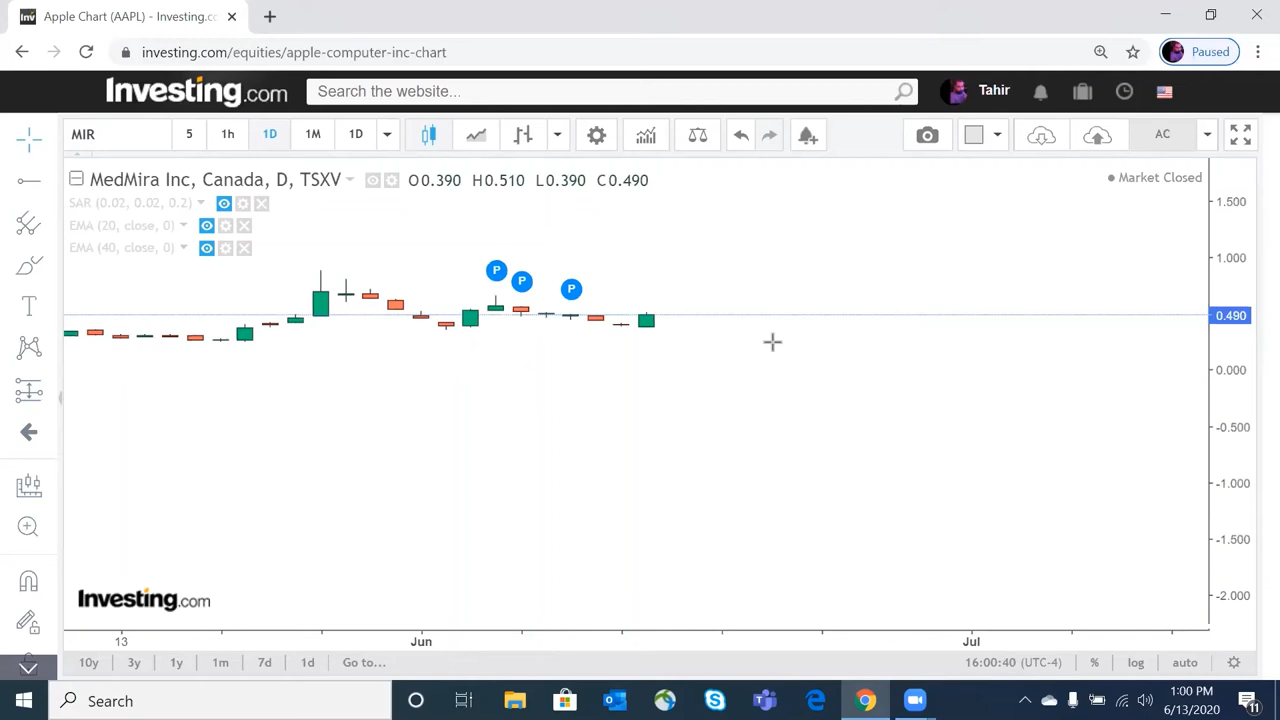 Inv Apple Chart (AAPL) - Investing.c
investing.com/equities/apple-computer-inc-chart Paused
Investing.com Search the website... Tahir
MIR 5 1h 1D 1M 1D AC
MedMira Inc, Canada, D, TSXV O0.390 H0.510 L0.390 C0.490 Market Closed
SAR (0.02, 0.02, 0.2)
EMA (20, close, 0)
EMA (40, close, 0)
P
P
P
1.500
1.000
0.490
0.000
-0.500
-1.000
-1.500
-2.000
Investing.com
13 Jun Jul
10y 3y 1y 1m 7d 1d Go to... 16:00:40 (UTC-4) % log auto
Search 1:00 PM
6/13/2020 11